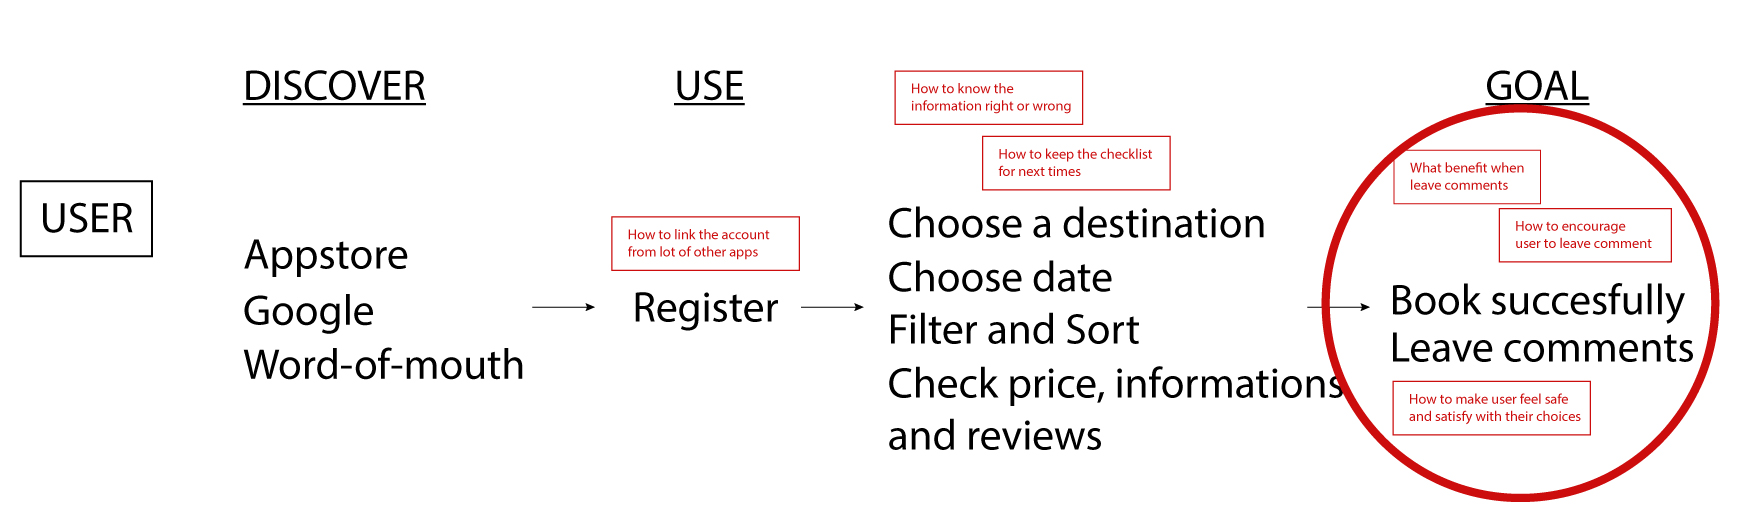 DISCOVER
USE
GOAL
USER
Appstore
Google
Word-of-mouth
How to link the account
from lot of other apps
Register
How to know the
information right or wrong
How to keep the checklist
for next times
Choose a destination
Choose date
Filter and Sort
Check price, informations
and reviews
What benefit when
leave comments
How to encourage
user to leave comment
Book succesfully
Leave comments
How to make user feel safe
and satisfy with their choices